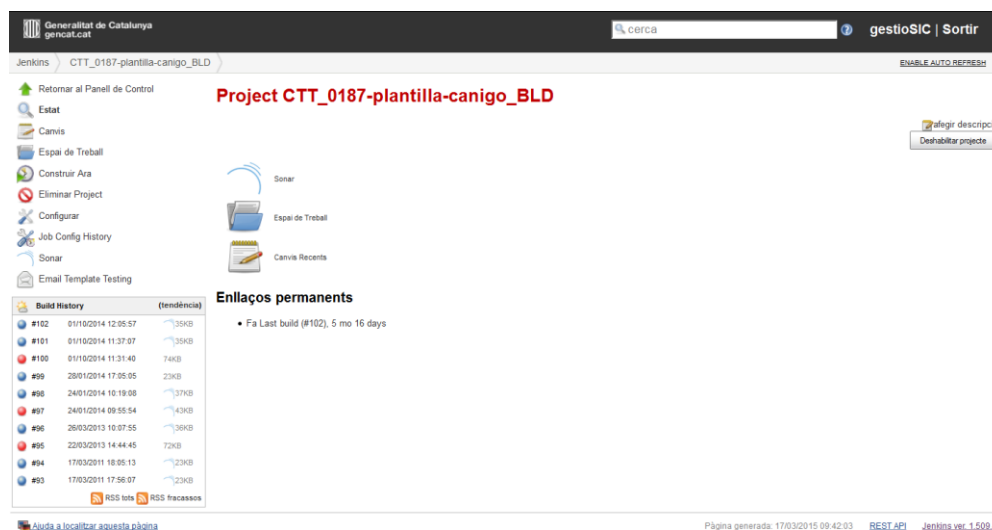 Generalitat de Catalunya
gencat.cat
cerca
gestioSIC | Sortir
Jenkins
CTT_0187-plantilla-canigo_BLD
ENABLE AUTO REFRESH
Retornar al Panell de Control
Estat
Canvis
Espai de Treball
Construir Ara
Eliminar Project
Configurar
Job Config History
Sonar
Email Template Testing
Project CTT_0187-plantilla-canigo_BLD
afegir descripc
Deshabilitar projecte
Sonar
Espai de Treball
Canvis Recents
Enllaços permanents
• Fa Last build (#102), 5 mo 16 days
Build History (tendència)
#102 01/10/2014 12:05:57 35KB
#101 01/10/2014 11:37:07 35KB
#100 01/10/2014 11:31:40 74KB
#99 28/01/2014 17:05:05 23KB
#98 24/01/2014 10:19:08 37KB
#97 24/01/2014 09:55:54 43KB
#96 26/03/2013 10:07:55 36KB
#95 22/03/2013 14:44:45 72KB
#94 17/03/2011 18:05:13 23KB
#93 17/03/2011 17:56:07 23KB
RSS tots RSS fracassos
Ajuda a localitzar aquesta pàgina
Pàgina generada: 17/03/2015 09:42:03
REST API
Jenkins ver. 1.509.